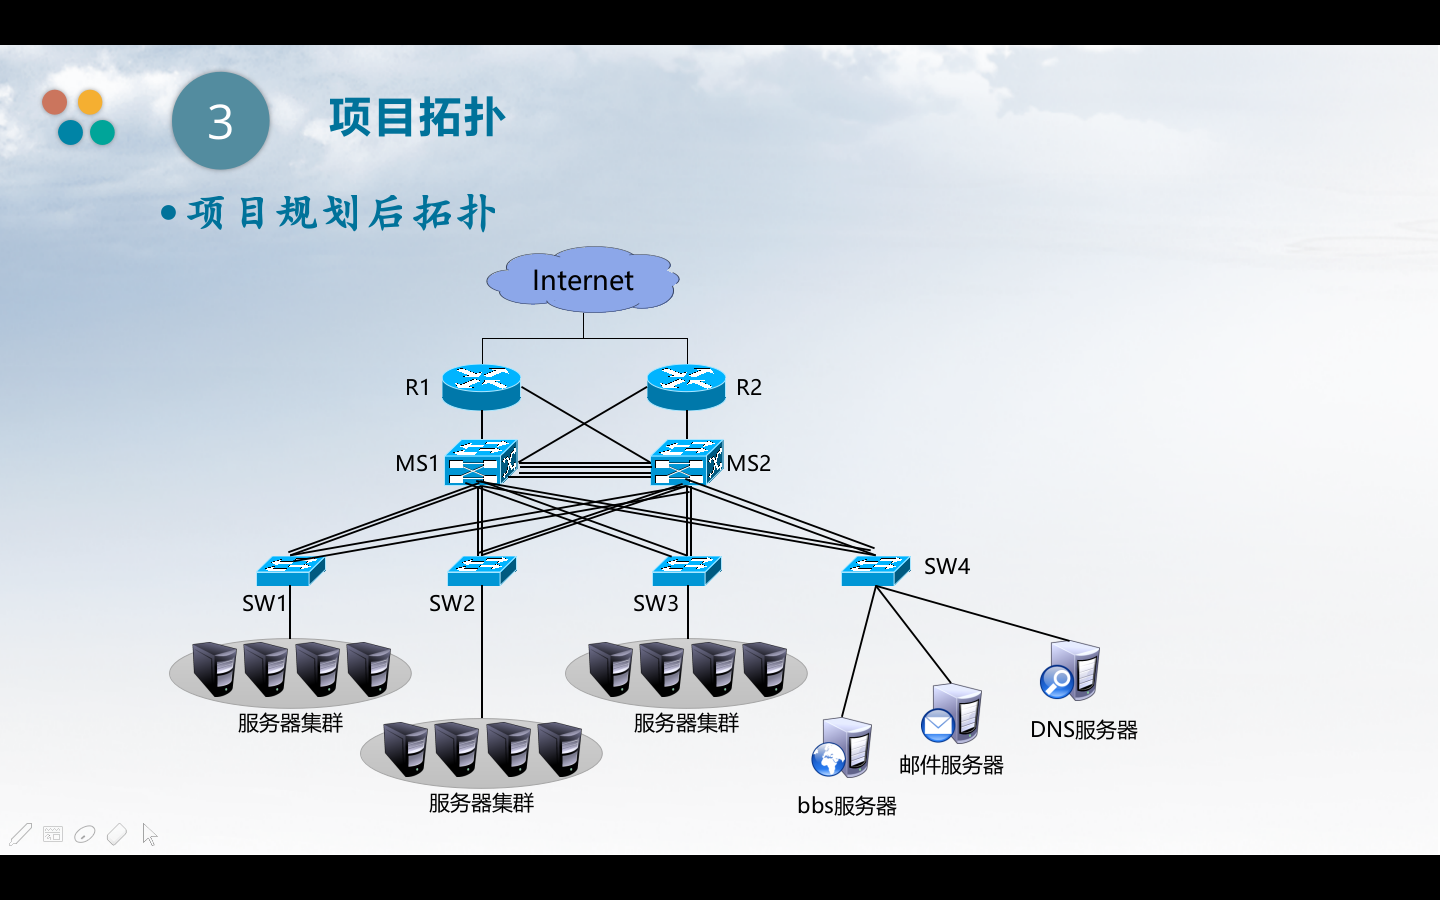 3
项目拓扑
•项目规划后拓扑
Internet
R1
R2
MS1
MS2
SW4
SW1
SW2
SW3
服务器集群
服务器集群
DNS服务器
邮件服务器
服务器集群
bbs服务器